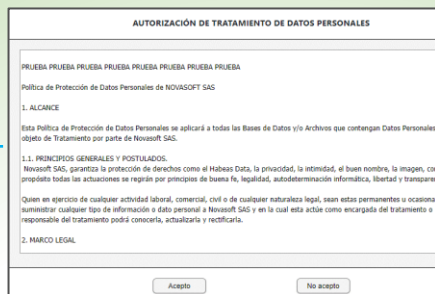 AUTORIZACIÓN DE TRATAMIENTO DE DATOS PERSONALES
PRUEBA PRUEBA PRUEBA PRUEBA PRUEBA PRUEBA PRUEBA PRUEBA
Política de Protección de Datos Personales de NOVASOFT SAS
1. ALCANCE
Esta Política de Protección de Datos Personales se aplicará a todas las Bases de Datos y/o Archivos que contengan Datos Personales
objeto de Tratamiento por parte de Novasoft SAS.
1.1. PRINCIPIOS GENERALES Y POSTULADOS.
Novasoft SAS, garantiza la protección de derechos como el Habeas Data, la privacidad, la intimidad, el buen nombre, la imagen,
propósito todas las actuaciones se regirán por principios de buena fe, legalidad, autodeterminación informática, libertad y
Quien en ejercicio de cualquier actividad laboral, comercial, civil o de cualquier naturaleza legal, sean estas permanentes u
suministrar cualquier tipo de información o dato personal a Novasoft SAS y en la cual esta actúe como encargada del tratamiento o
responsable del tratamiento podrá conocerla, actualizarla y rectificarla.
2. MARCO LEGAL
Acepto
No acepto